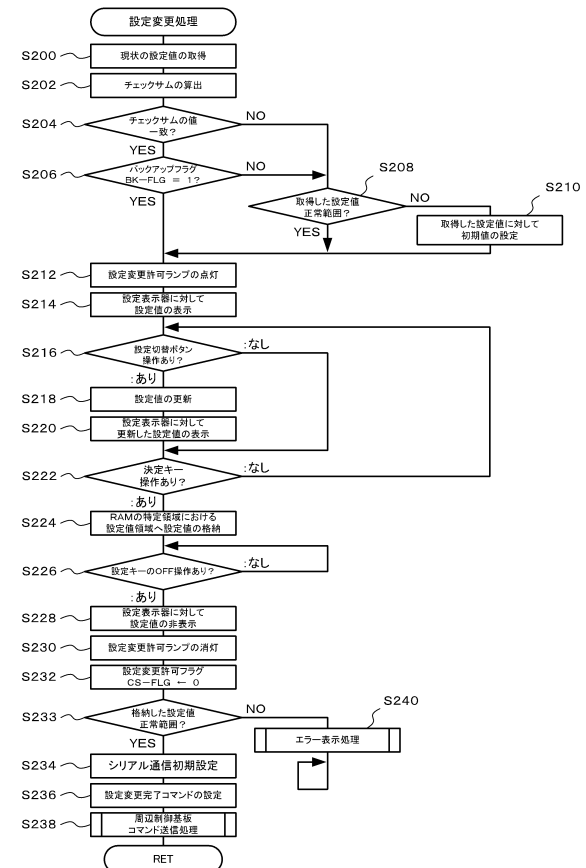 設定変更処理
S200
現状の設定値の取得
S202
チェックサムの算出
S204
チェックサムの値
一致?
NO
YES
S206
バックアップフラグ
BK-FLG = 1?
NO
YES
S208
取得した設定値
正常範囲?
NO
YES
S210
取得した設定値に対して
初期値の設定
S212
設定変更許可ランプの点灯
S214
設定表示器に対して
設定値の表示
S216
設定切替ボタン
操作あり?
:なし
:あり
S218
設定値の更新
S220
設定表示器に対して
更新した設定値の表示
S222
決定キー
操作あり?
:なし
:あり
S224
RAMの特定領域における
設定値領域へ設定値の格納
S226
設定キーのOFF操作あり?
:なし
:あり
S228
設定表示器に対して
設定値の非表示
S230
設定変更許可ランプの消灯
S232
設定変更許可フラグ
CS-FLG ← 0
S233
格納した設定値
正常範囲?
NO
YES
S240
エラー表示処理
S234
シリアル通信初期設定
S236
設定変更完了コマンドの設定
S238
周辺制御基板
コマンド送信処理
RET